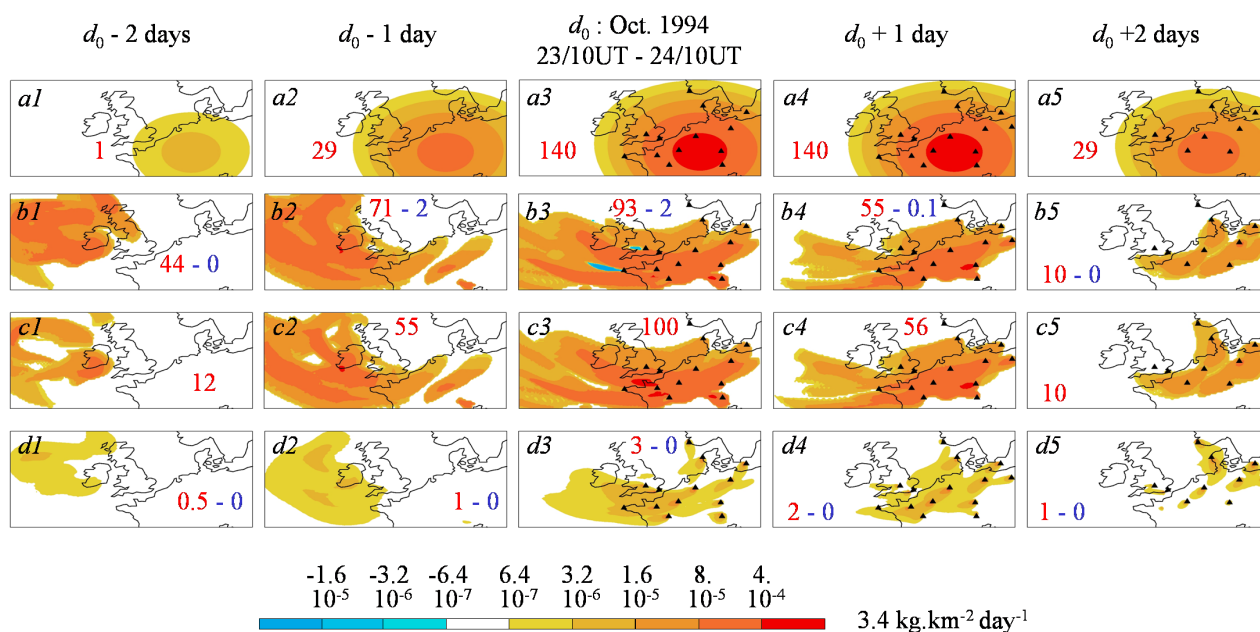 d0 - 2 days
d0 - 1 day
d0 : Oct. 1994
23/10UT - 24/10UT
d0 + 1 day
d0 +2 days
a1
1
a2
29
a3
140
a4
140
a5
29
b1
44 - 0
b2
71 - 2
b3
93 - 2
b4
55 - 0.1
b5
10 - 0
c1
12
c2
55
c3
100
c4
56
c5
10
d1
0.5 - 0
d2
1 - 0
d3
3 - 0
d4
2 - 0
d5
1 - 0
-1.6 -3.2 -6.4 6.4 3.2 1.6 8. 4.
10-5 10-6 10-7 10-7 10-6 10-5 10-5 10-4
3.4 kg.km-2 day-1